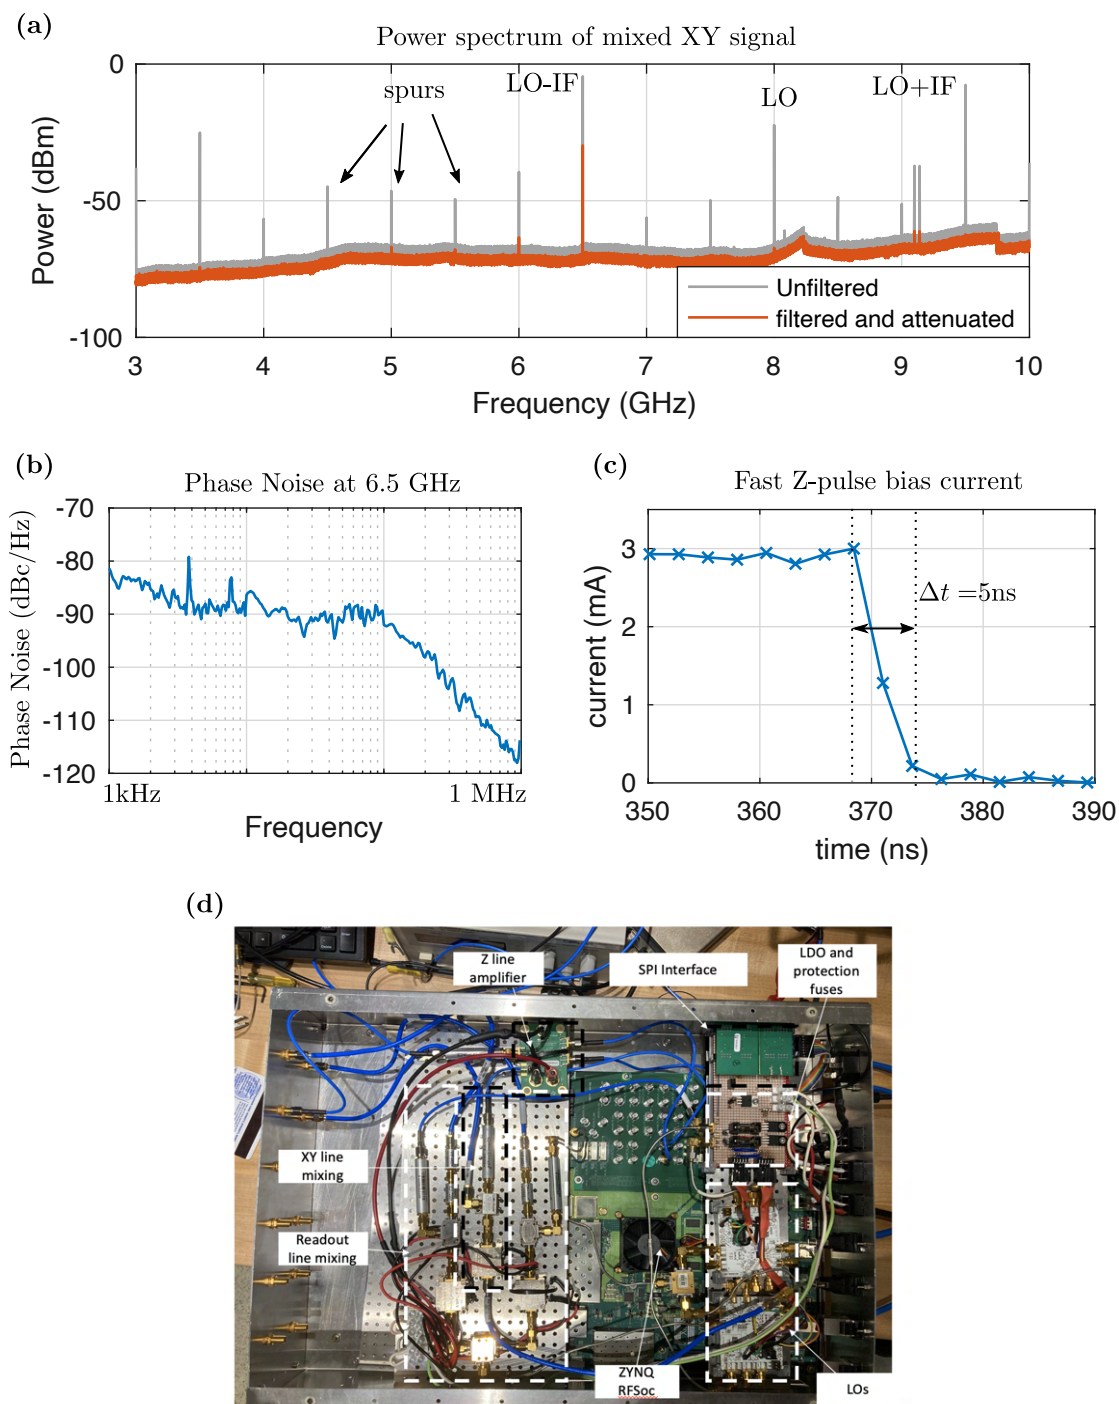 (a)
Power spectrum of mixed XY signal
0
-50
-100
Power (dBm)
spurs
LO-IF
LO
LO+IF
Unfiltered
filtered and attenuated
3
4
5
6
7
8
9
10
Frequency (GHz)
(b)
Phase Noise at 6.5 GHz
-70
-80
-90
-100
-110
-120
Phase Noise (dBc/Hz)
1kHz
1 MHz
Frequency
(c)
Fast Z-pulse bias current
3
2
1
0
current (mA)
Δt =5ns
350
360
370
380
390
time (ns)
(d)
Z line
amplifier
SPI Interface
LDO and
protection
fuses
XY line
mixing
Readout
line mixing
ZYNQ
RFSoc
LOs